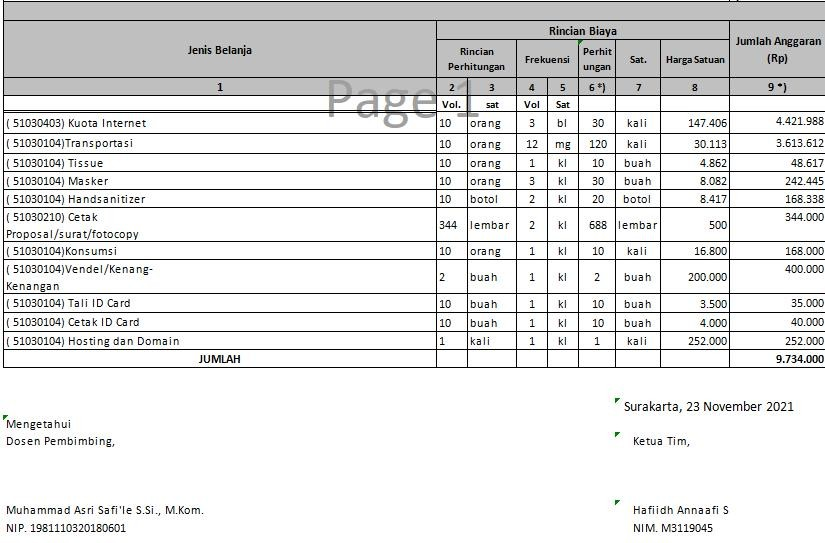 Rincian Biaya
Jenis Belanja Rincian Perhitungan Frekuensi Perhit ungan Sat. Harga Satuan Jumlah Anggaran (Rp)
1 2 3 4 5 6 *) 7 8 9 *)
Page 1
Vol. sat Vol Sat
( 51030403) Kuota Internet 10 orang 3 bl 30 kali 147.406 4.421.988
( 51030104)Transportasi 10 orang 12 mg 120 kali 30.113 3.613.612
( 51030104) Tissue 10 orang 1 kl 10 buah 4.862 48.617
( 51030104) Masker 10 orang 3 kl 30 buah 8.082 242.445
( 51030104) Handsanitizer 10 botol 2 kl 20 botol 8.417 168.338
( 51030210) Cetak
Proposal/surat/fotocopy 344 lembar 2 kl 688 lembar 500 344.000
( 51030104)Konsumsi 10 orang 1 kl 10 kali 16.800 168.000
( 51030104)Vendel/Kenang-
Kenangan 2 buah 1 kl 2 buah 200.000 400.000
( 51030104) Tali ID Card 10 buah 1 kl 10 buah 3.500 35.000
( 51030104) Cetak ID Card 10 buah 1 kl 10 buah 4.000 40.000
( 51030104) Hosting dan Domain 1 kali 1 kl 1 kali 252.000 252.000
JUMLAH 9.734.000
Surakarta, 23 November 2021
Mengetahui
Dosen Pembimbing, Ketua Tim,
Muhammad Asri Safi'ie S.Si., M.Kom. Hafiidh Annaafi S
NIP. 1981110320180601 NIM. M3119045